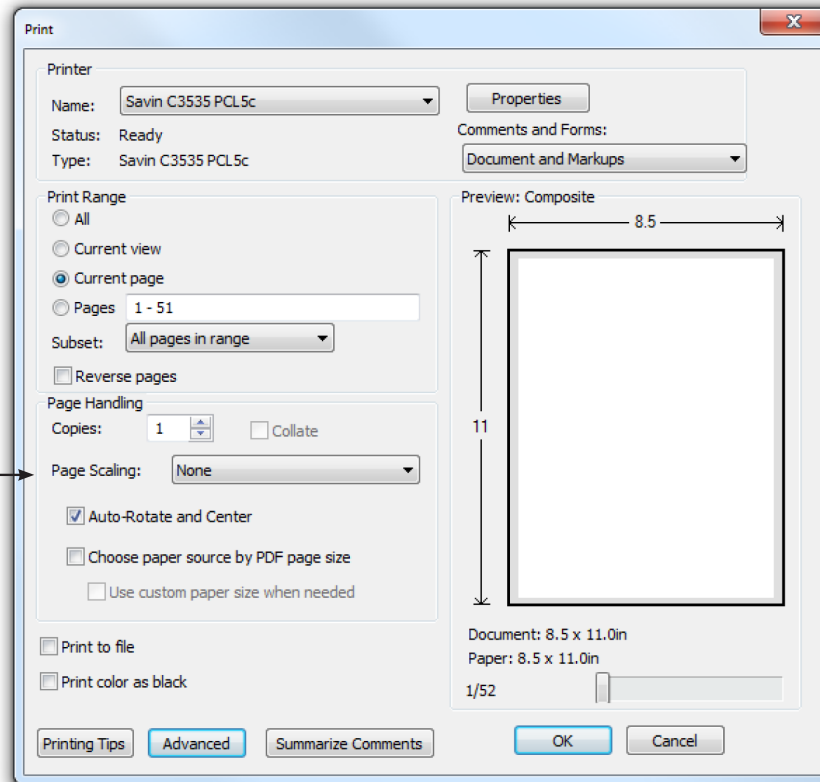 Print
Printer
Name: Savin C3535 PCL5c Properties
Status: Ready Comments and Forms:
Type: Savin C3535 PCL5c Document and Markups
Print Range
All
Current view
Current page
Pages 1 - 51
Subset: All pages in range
Reverse pages
Page Handling
Copies: 1 Collate
Page Scaling: None
Auto-Rotate and Center
Choose paper source by PDF page size
Use custom paper size when needed
Print to file
Print color as black
Preview: Composite
8.5
11
Document: 8.5 x 11.0in
Paper: 8.5 x 11.0in
1/52
Printing Tips Advanced Summarize Comments OK Cancel